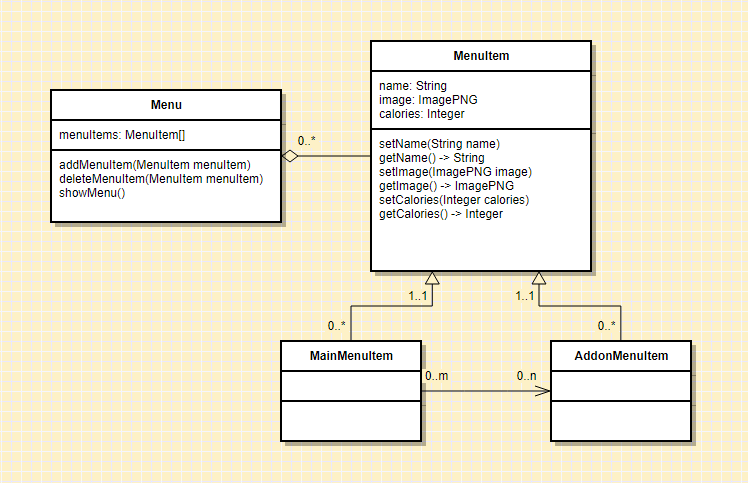 Menu
menuItems: MenuItem[]
addMenuItem(MenuItem menuItem)
deleteMenuItem(MenuItem menuItem)
showMenu()
0..*
MenuItem
name: String
image: ImagePNG
calories: Integer
setName(String name)
getName() -> String
setImage(ImagePNG image)
getImage() -> ImagePNG
setCalories(Integer calories)
getCalories() -> Integer
1..1
1..1
0..*
0..*
MainMenuItem
0..m
0..n
AddonMenuItem